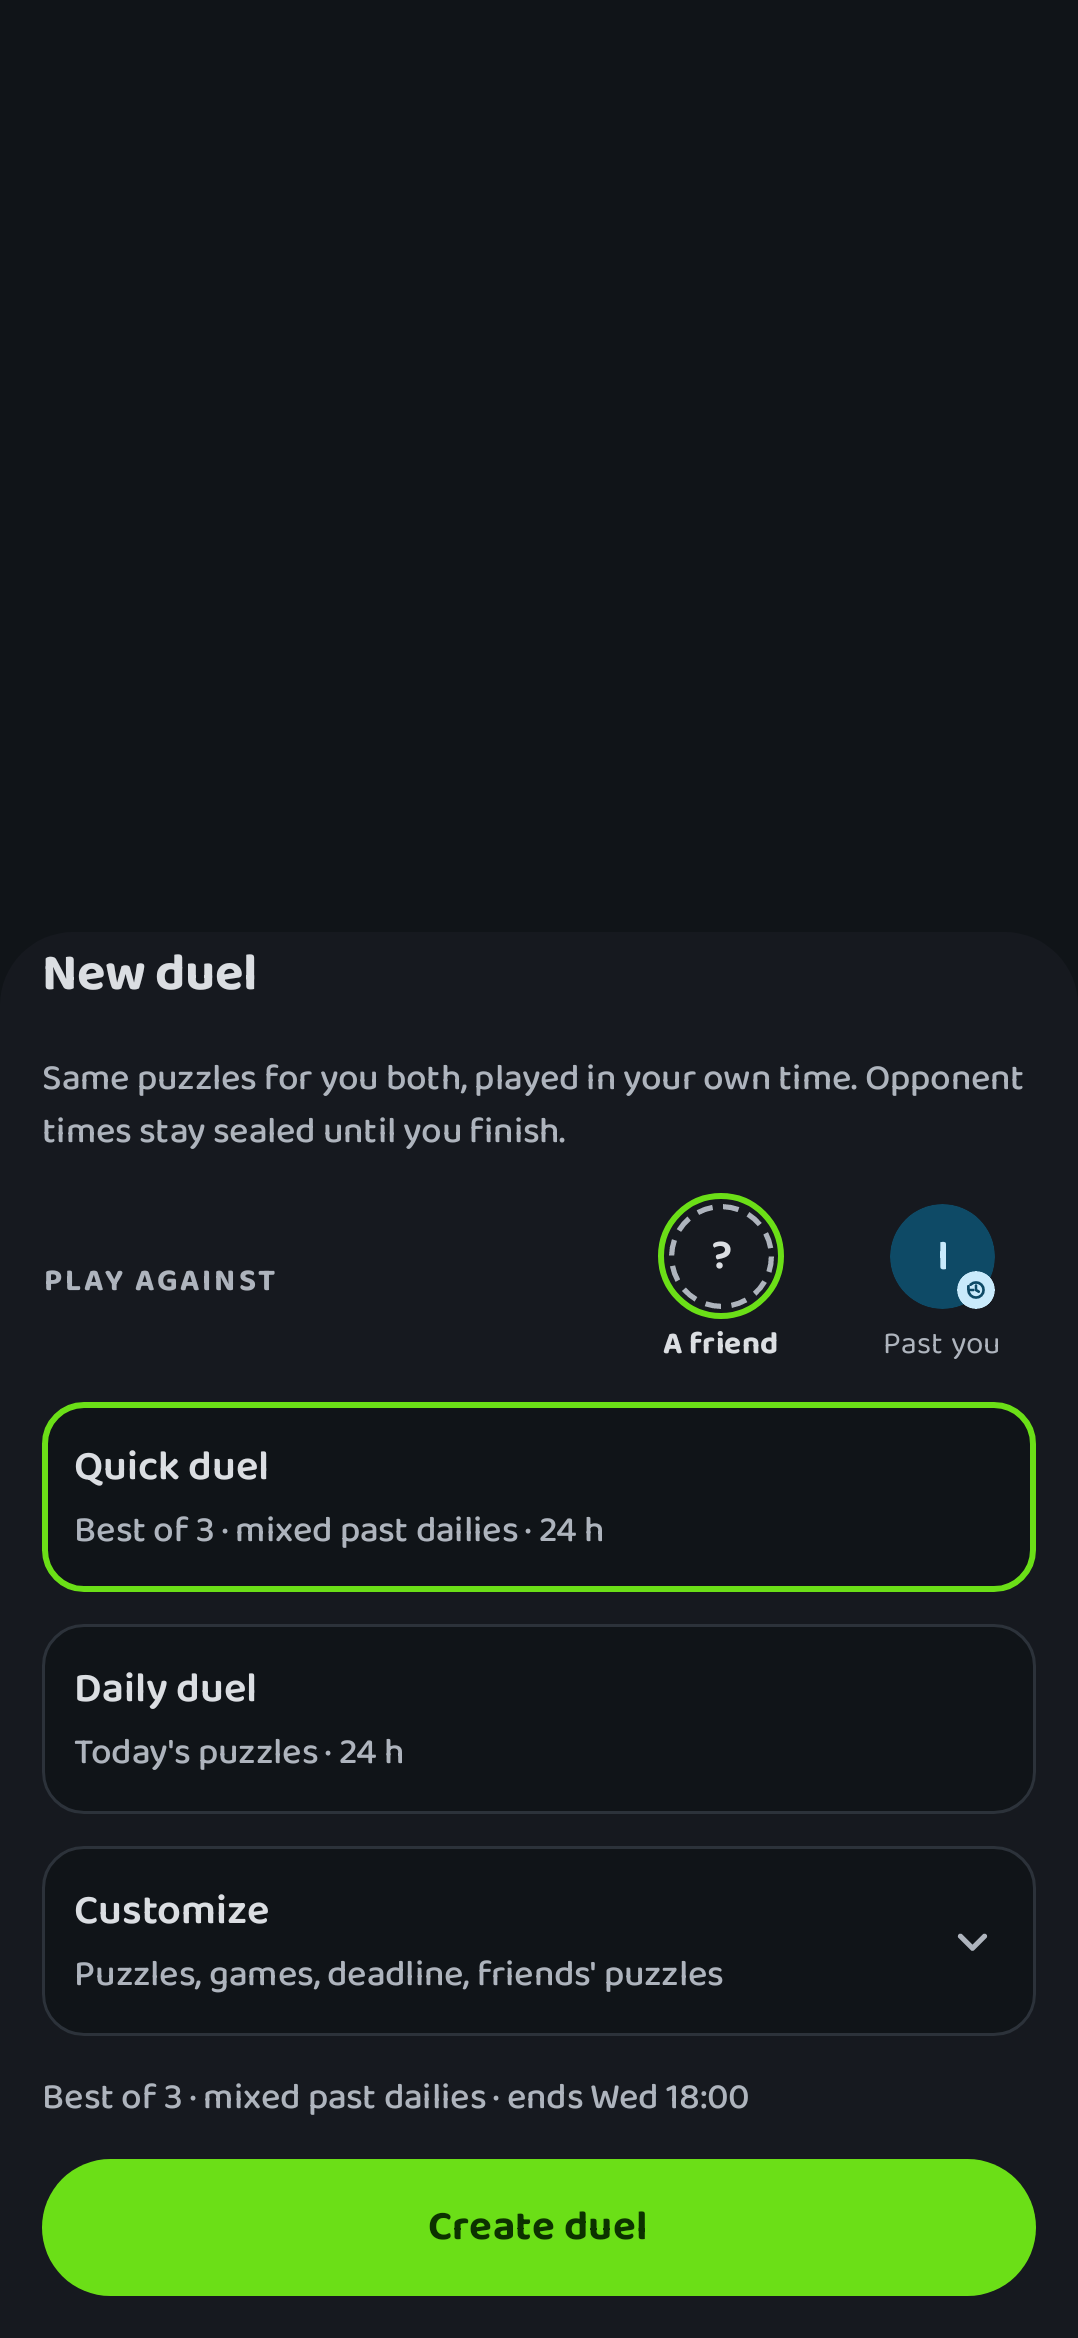 New duel
Same puzzles for you both, played in your own time. Opponent
times stay sealed until you finish.
PLAY AGAINST
?
A friend
I
Past you
Quick duel
Best of 3 · mixed past dailies · 24 h
Daily duel
Today's puzzles · 24 h
Customize
Puzzles, games, deadline, friends' puzzles
Best of 3 · mixed past dailies · ends Wed 18:00
Create duel